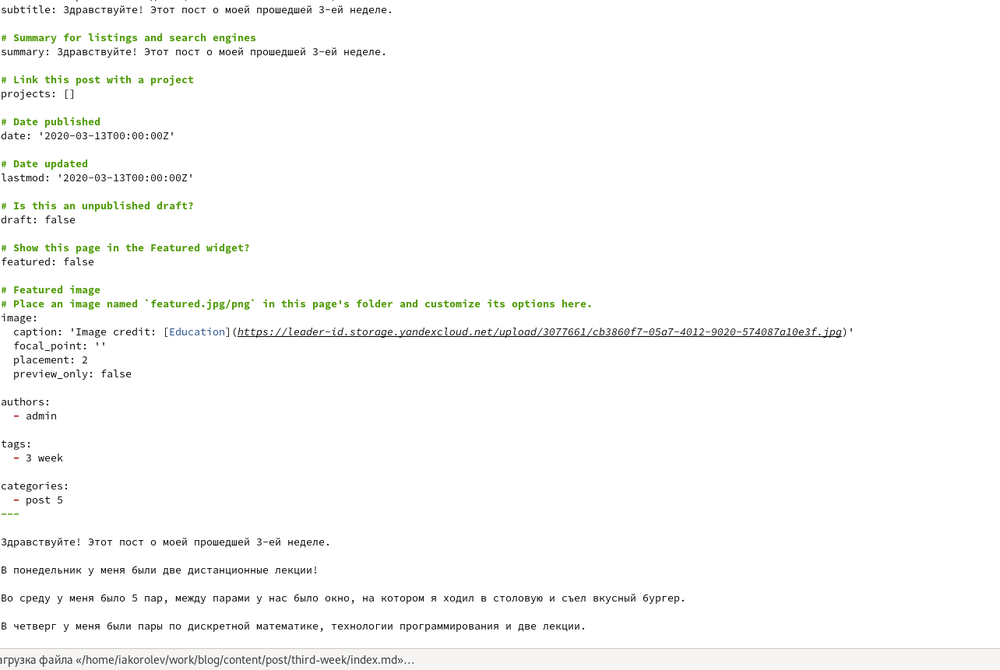 subtitle: Здравствуйте! Этот пост о моей прошедшей 3-ей неделе.
# Summary for listings and search engines
summary: Здравствуйте! Этот пост о моей прошедшей 3-ей неделе.
# Link this post with a project
projects: []
# Date published
date: '2020-03-13T00:00:00Z'
# Date updated
lastmod: '2020-03-13T00:00:00Z'
# Is this an unpublished draft?
draft: false
# Show this page in the Featured widget?
featured: false
# Featured image
# Place an image named `featured.jpg/png` in this page's folder and customize its options here.
image:
  caption: 'Image credit: [Education](https://leader-id.storage.yandexcloud.net/upload/3077661/cb3860f7-05a7-4012-9020-574087a10e3f.jpg)'
  focal_point: ''
  placement: 2
  preview_only: false
authors:
  - admin
tags:
  - 3 week
categories:
  - post 5
---
Здравствуйте! Этот пост о моей прошедшей 3-ей неделе.
В понедельник у меня были две дистанционные лекции!
Во среду у меня было 5 пар, между парами у нас было окно, на котором я ходил в столовую и съел вкусный бургер.
В четверг у меня были пары по дискретной математике, технологии программирования и две лекции.
агрузка файла «/home/iakorolev/work/blog/content/post/third-week/index.md»…